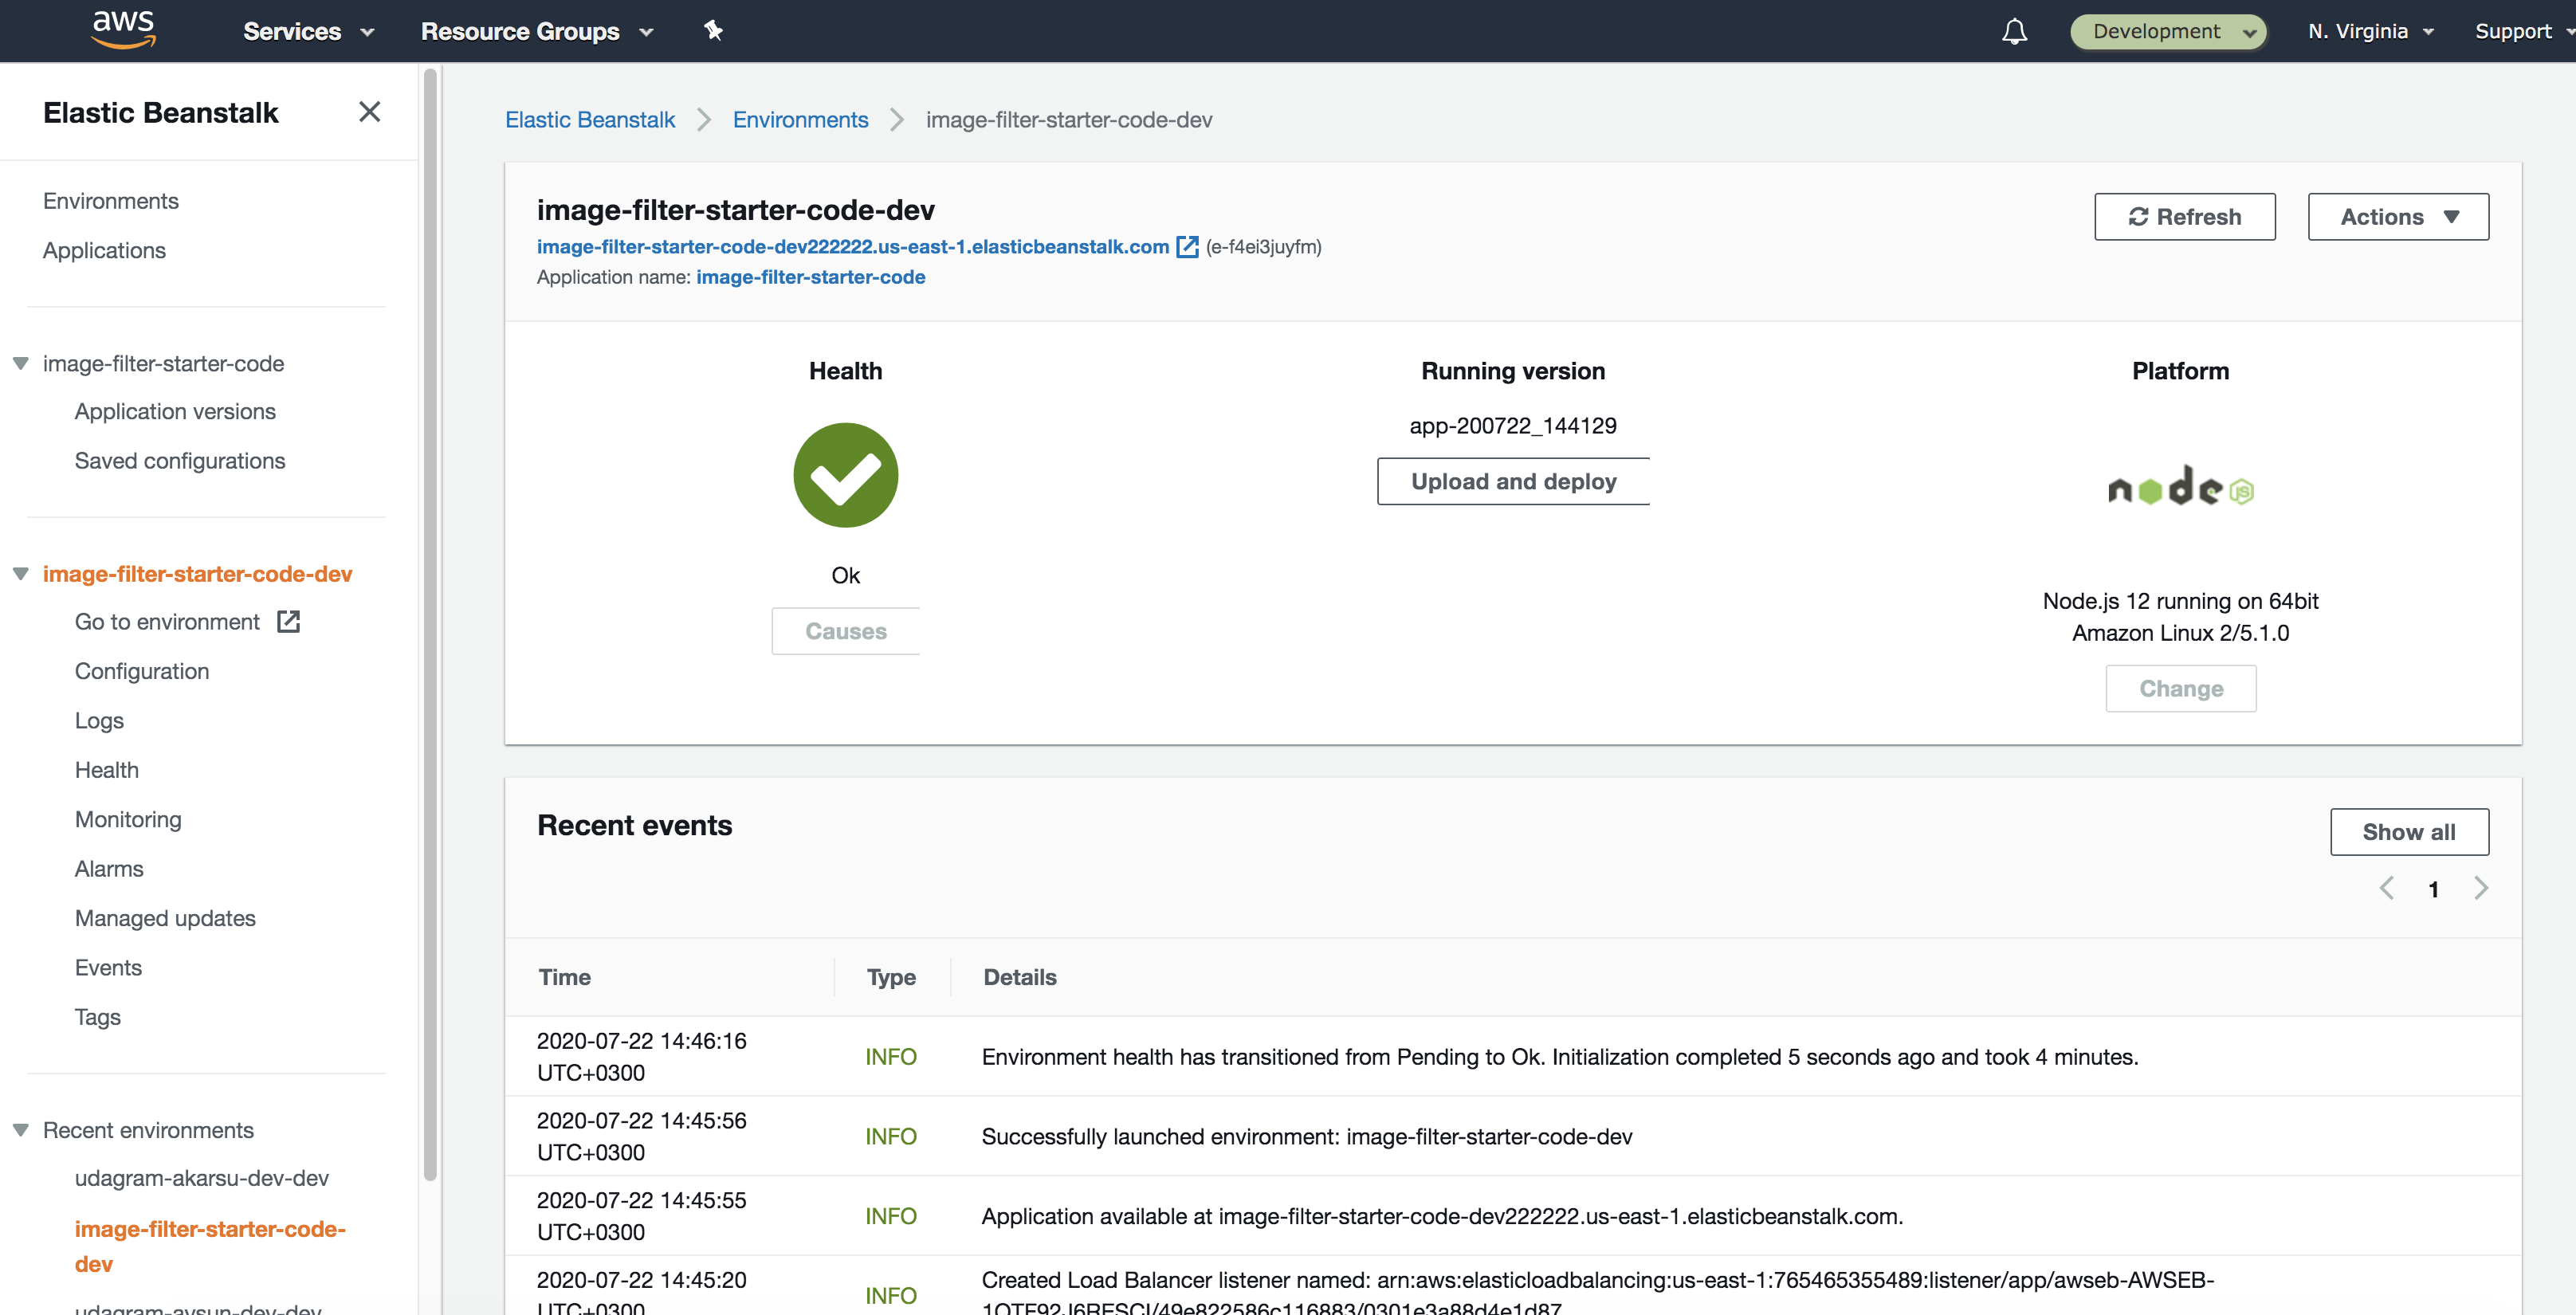 aws
Services
Resource Groups
Development
N. Virginia
Support
Elastic Beanstalk
Environments
Applications
image-filter-starter-code
Application versions
Saved configurations
image-filter-starter-code-dev
Go to environment
Configuration
Logs
Health
Monitoring
Alarms
Managed updates
Events
Tags
Recent environments
udagram-akarsu-dev-dev
image-filter-starter-code-
dev
udagram-aysun-dev-dev
Elastic Beanstalk
Environments
image-filter-starter-code-dev
image-filter-starter-code-dev
image-filter-starter-code-dev222222.us-east-1.elasticbeanstalk.com (e-f4ei3juyfm)
Application name: image-filter-starter-code
Refresh
Actions
Health
Ok
Causes
Running version
app-200722_144129
Upload and deploy
Platform
node JS
Node.js 12 running on 64bit
Amazon Linux 2/5.1.0
Change
Recent events
Show all
1
Time Type Details
2020-07-22 14:46:16
UTC+0300
INFO
Environment health has transitioned from Pending to Ok. Initialization completed 5 seconds ago and took 4 minutes.
2020-07-22 14:45:56
UTC+0300
INFO
Successfully launched environment: image-filter-starter-code-dev
2020-07-22 14:45:55
UTC+0300
INFO
Application available at image-filter-starter-code-dev222222.us-east-1.elasticbeanstalk.com.
2020-07-22 14:45:20
UTC+0300
INFO
Created Load Balancer listener named: arn:aws:elasticloadbalancing:us-east-1:765465355489:listener/app/awseb-AWSEB-